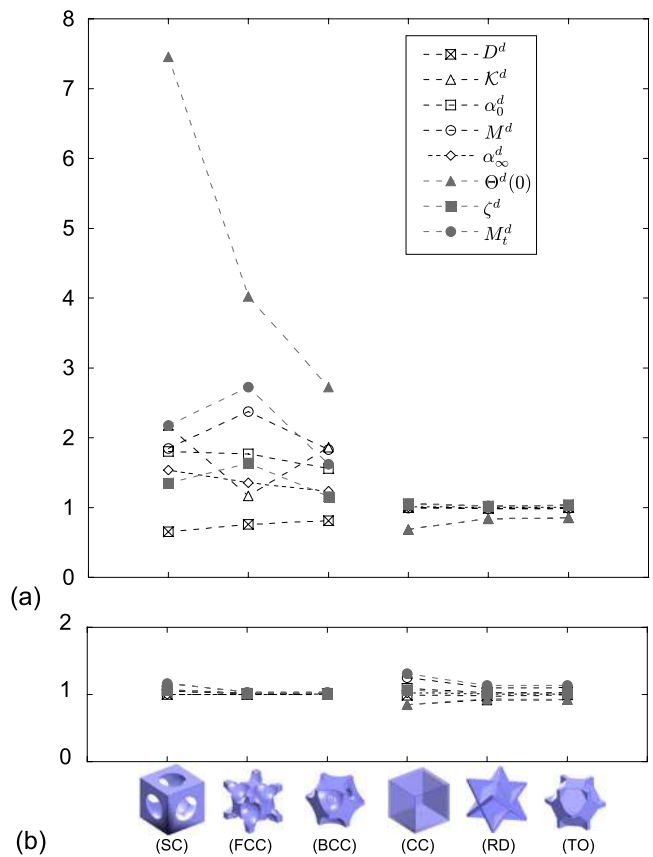 8
7
6
5
4
3
2
1
0
D^d
𝒦^d
α_0^d
M^d
α_∞^d
Θ^d(0)
ζ^d
M_t^d
(a)
2
1
0
(SC) (FCC) (BCC) (CC) (RD) (TO)
(b)